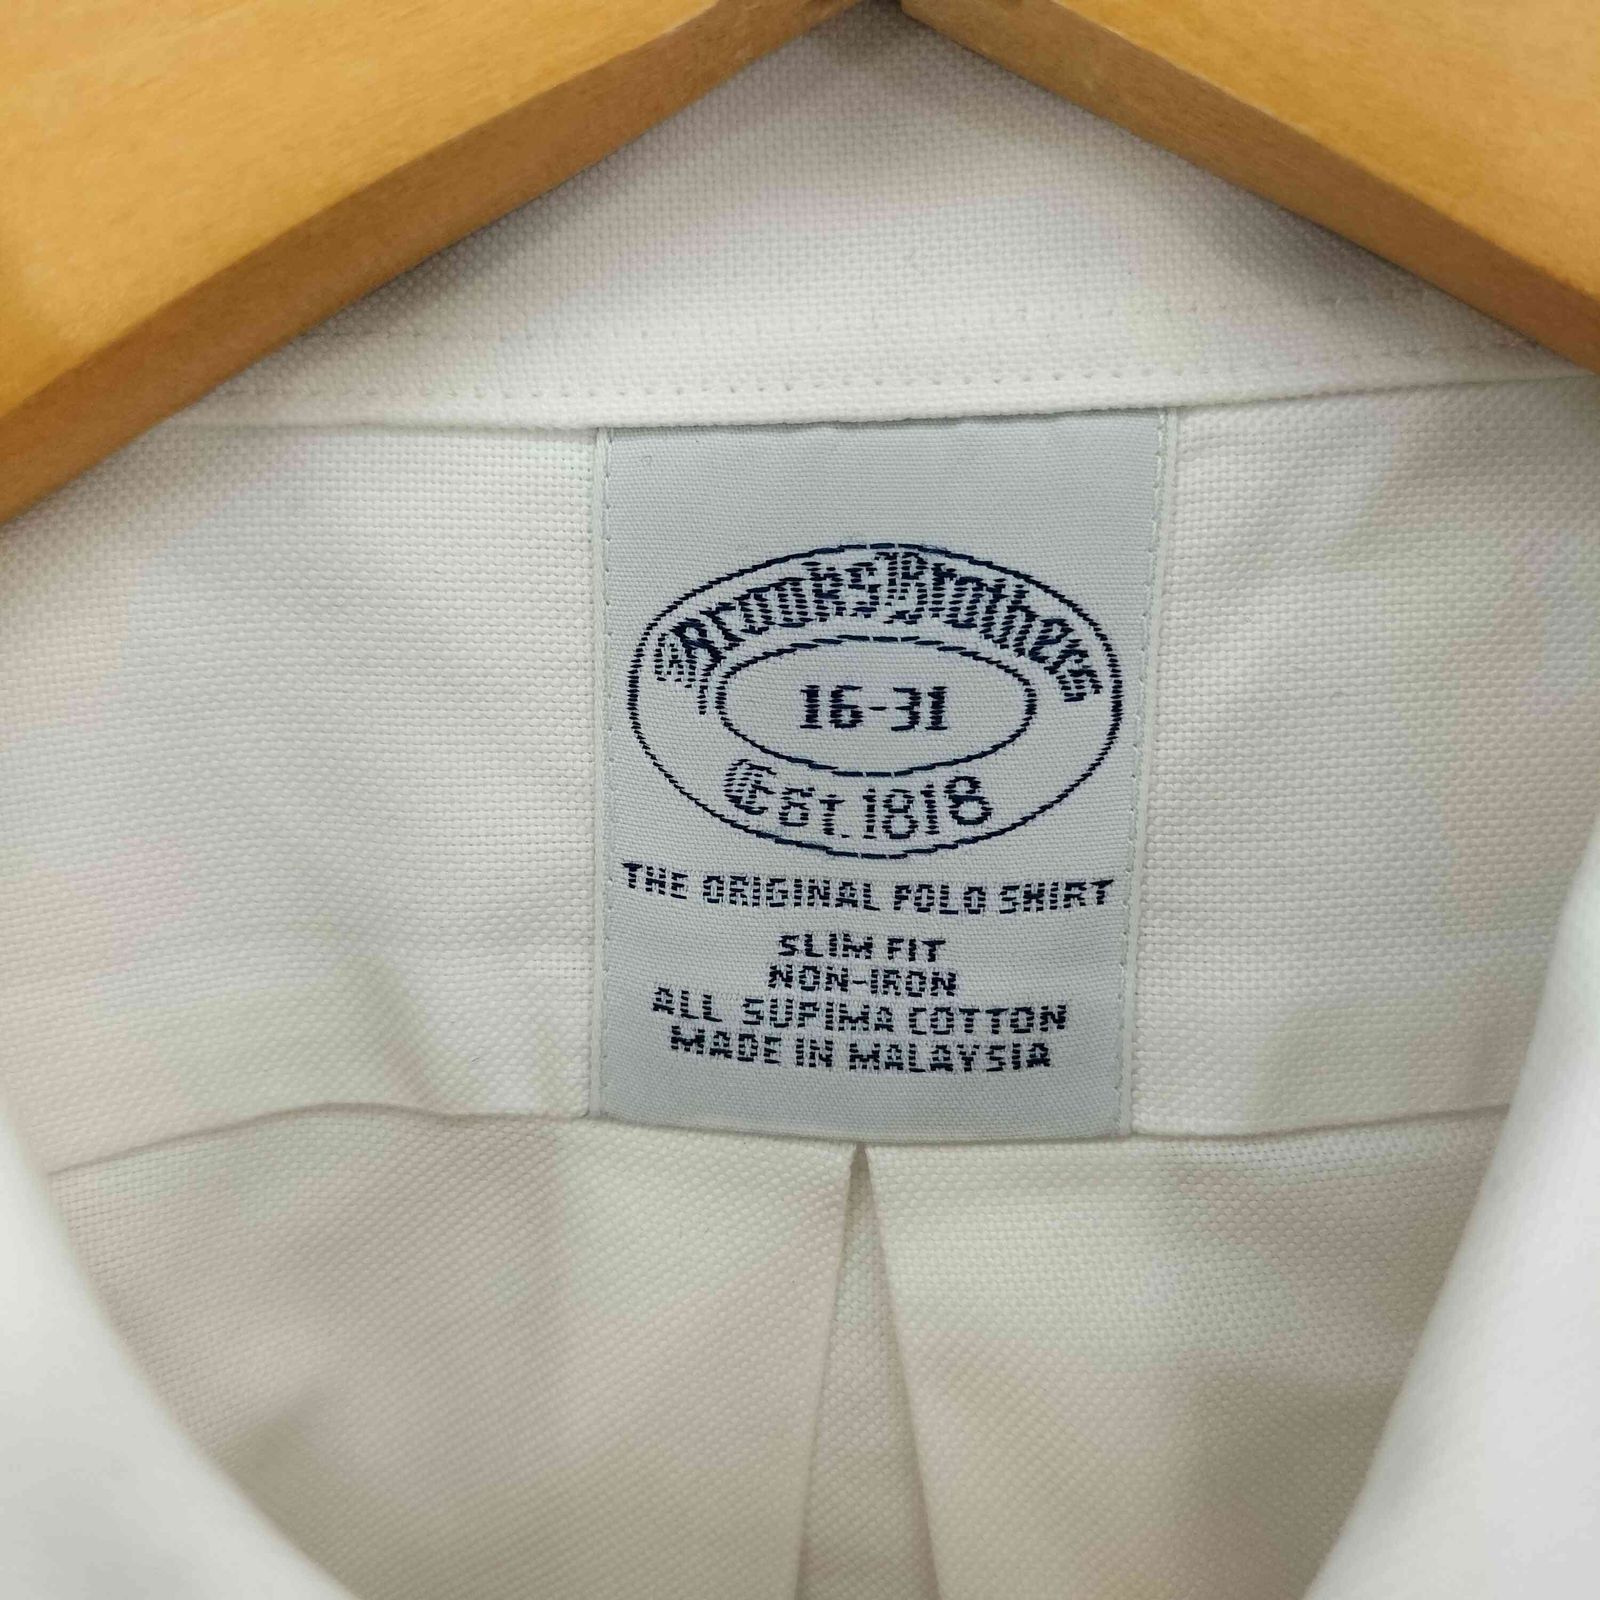 Brooks Brothers
16-31
Est. 1818
THE ORIGINAL POLO SHIRT
SLIM FIT
NON-IRON
ALL SUPIMA COTTON
MADE IN MALAYSIA